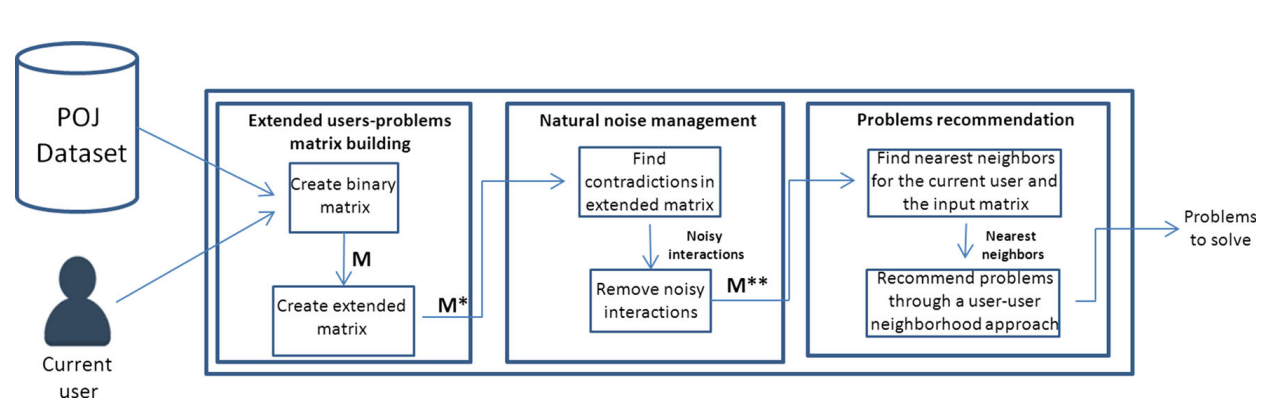 POJ
Dataset
Current
user
Extended users-problems
matrix building
Create binary
matrix
M
Create extended
matrix
M*
Natural noise management
Find
contradictions in
extended matrix
Noisy
interactions
Remove noisy
interactions
M**
Problems recommendation
Find nearest neighbors
for the current user and
the input matrix
Nearest
neighbors
Recommend problems
through a user-user
neighborhood approach
Problems
to solve